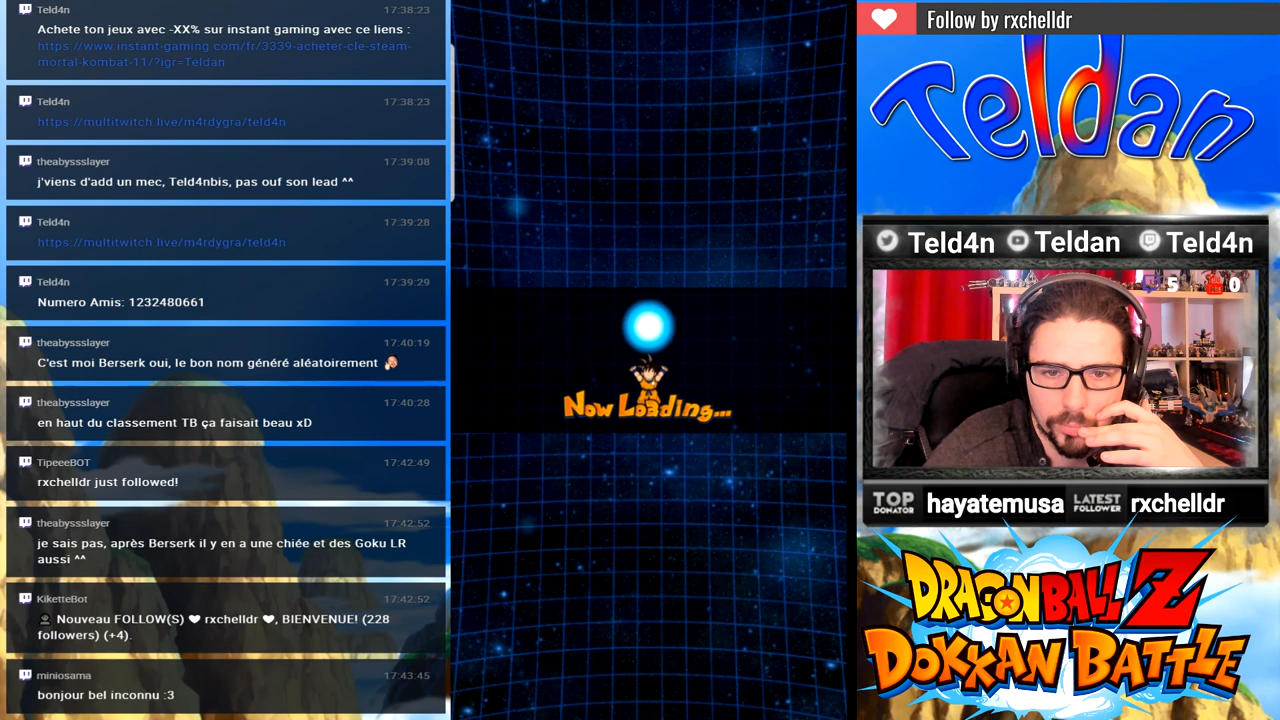 Teld4n 17:38:23
Achete ton jeux avec -XX% sur instant gaming avec ce liens :
https://www.instant-gaming.com/fr/3339-acheter-cle-steam-
mortal-kombat-11/?igr=Teldan
Teld4n 17:38:23
https://multitwitch.live/m4rdygra/teld4n
theabyssslayer 17:39:08
j'viens d'add un mec, Teld4nbis, pas ouf son lead ^^
Teld4n 17:39:28
https://multitwitch.live/m4rdygra/teld4n
Teld4n 17:39:29
Numero Amis: 1232480661
theabyssslayer 17:40:19
C'est moi Berserk oui, le bon nom généré aléatoirement
theabyssslayer 17:40:28
en haut du classement TB ça faisait beau xD
TipeeeBOT 17:42:49
rxchelldr just followed!
theabyssslayer 17:42:52
je sais pas, après Berserk il y en a une chiée et des Goku LR
aussi ^^
KiketteBot 17:42:52
Nouveau FOLLOW(S) ❤ rxchelldr ❤, BIENVENUE! (228
followers) (+4).
miniosama 17:43:45
bonjour bel inconnu :3
Now Loading...
Follow by rxchelldr
Teldan
Teld4n Teldan Teld4n
5 0
TOP DONATOR hayatemusa LATEST FOLLOWER rxchelldr
DRAGONBALL Z
DOKKAN BATTLE